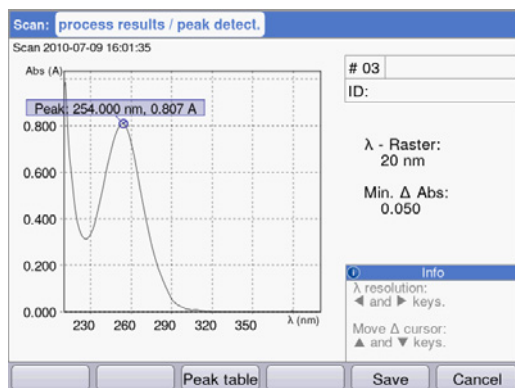 Scan: process results / peak detect.
Scan 2010-07-09 16:01:35
Abs (A)
Peak: 254.000 nm, 0.807 A
0.800
0.600
0.400
0.200
0.000
230 260 290 320 350 λ (nm)
# 03
ID:
λ - Raster:
20 nm
Min. Δ Abs:
0.050
Info
λ resolution:
◀ and ▶ keys.
Move Δ cursor:
▲ and ▼ keys.
Peak table
Save
Cancel